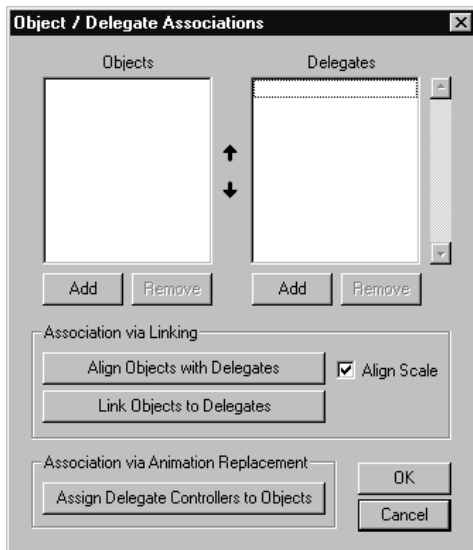 Object / Delegate Associations
Objects
Delegates
Add
Remove
Add
Remove
Association via Linking
Align Objects with Delegates
Align Scale
Link Objects to Delegates
Association via Animation Replacement
Assign Delegate Controllers to Objects
OK
Cancel